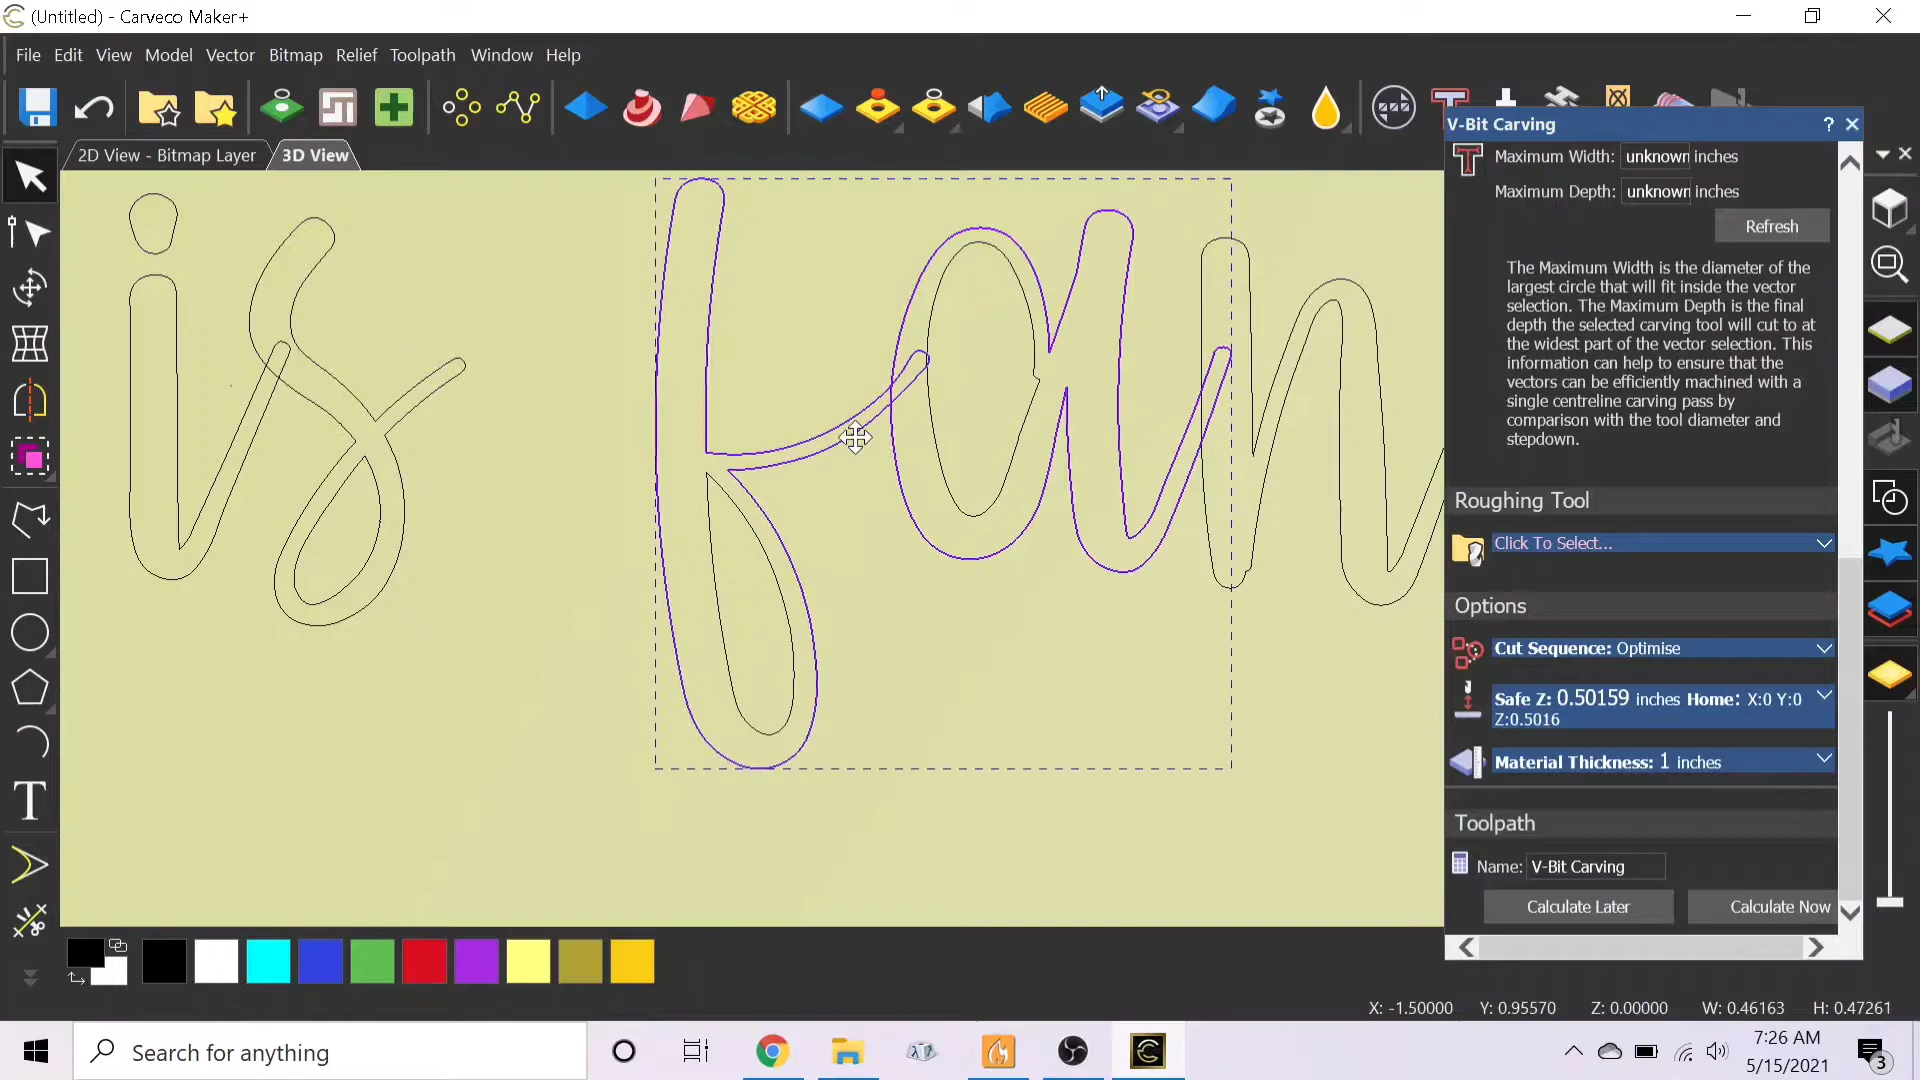 (Untitled) - Carveco Maker+
File Edit View Model Vector Bitmap Relief Toolpath Window Help
2D View - Bitmap Layer
3D View
V-Bit Carving
?
Maximum Width: unknown inches
Maximum Depth: unknown inches
Refresh
The Maximum Width is the diameter of the
largest circle that will fit inside the vector
selection. The Maximum Depth is the final
depth the selected carving tool will cut to at
the widest part of the vector selection. This
information can help to ensure that the
vectors can be efficiently machined with a
single centreline carving pass by
comparison with the tool diameter and
stepdown.
Roughing Tool
Click To Select...
Options
Cut Sequence: Optimise
Safe Z: 0.50159 inches Home: X:0 Y:0
Z:0.5016
Material Thickness: 1 inches
Toolpath
Name: V-Bit Carving
Calculate Later
Calculate Now
is fan
T
X: -1.50000 Y: 0.95570 Z: 0.00000 W: 0.46163 H: 0.47261
Search for anything
7:26 AM
5/15/2021
3